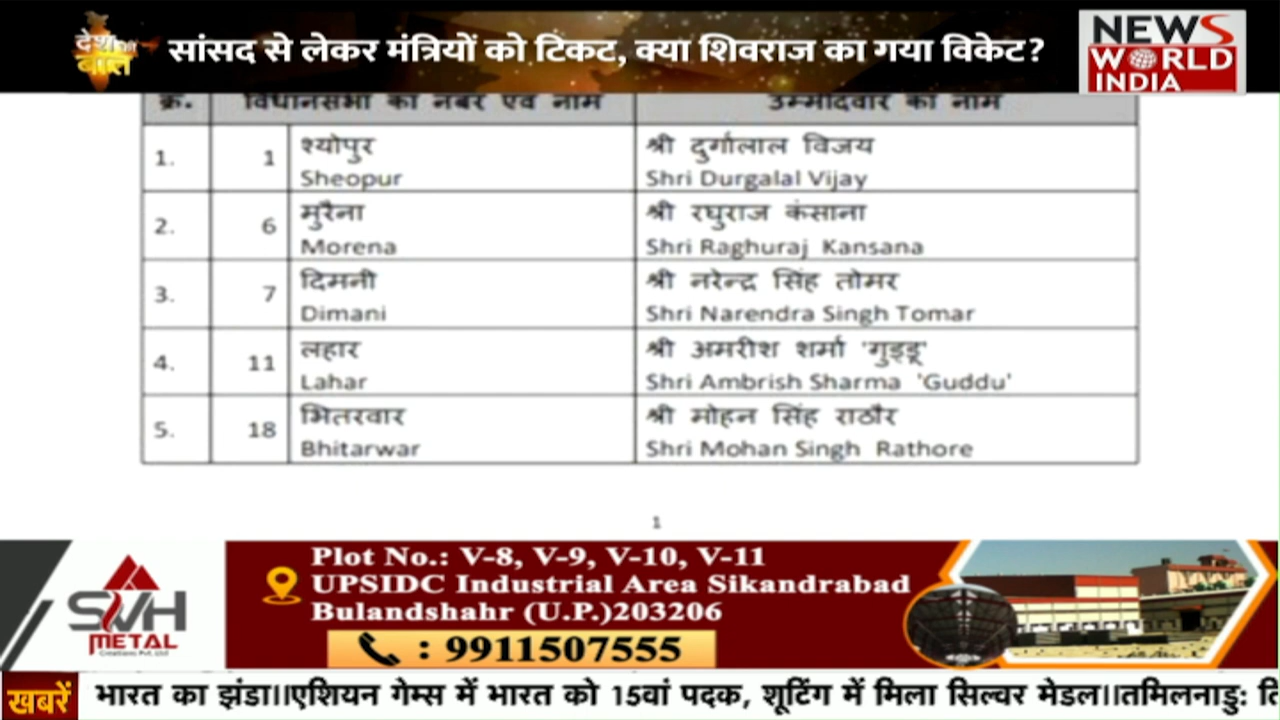 देश की बात
सांसद से लेकर मंत्रियों को टिकट, क्या शिवराज का गया विकेट?
NEWS
WORLD
INDIA
क्र. विधानसभा का नंबर एवं नाम उम्मीदवार का नाम
1. 1 श्योपुर श्री दुर्गालाल विजय
Sheopur Shri Durgalal Vijay
2. 6 मुरैना श्री रघुराज कंसाना
Morena Shri Raghuraj Kansana
3. 7 दिमनी श्री नरेन्द्र सिंह तोमर
Dimani Shri Narendra Singh Tomar
4. 11 लहार श्री अमरीश शर्मा 'गुड्डू'
Lahar Shri Ambrish Sharma 'Guddu'
5. 18 भितरवार श्री मोहन सिंह राठौर
Bhitarwar Shri Mohan Singh Rathore
1
SVH
METAL
Creations Pvt. Ltd
Plot No.: V-8, V-9, V-10, V-11
UPSIDC Industrial Area Sikandrabad
Bulandshahr (U.P.)203206
: 9911507555
खबरें भारत का झंडा।।एशियन गेम्स में भारत को 15वां पदक, शूटिंग में मिला सिल्वर मेडल।।तमिलनाडु: